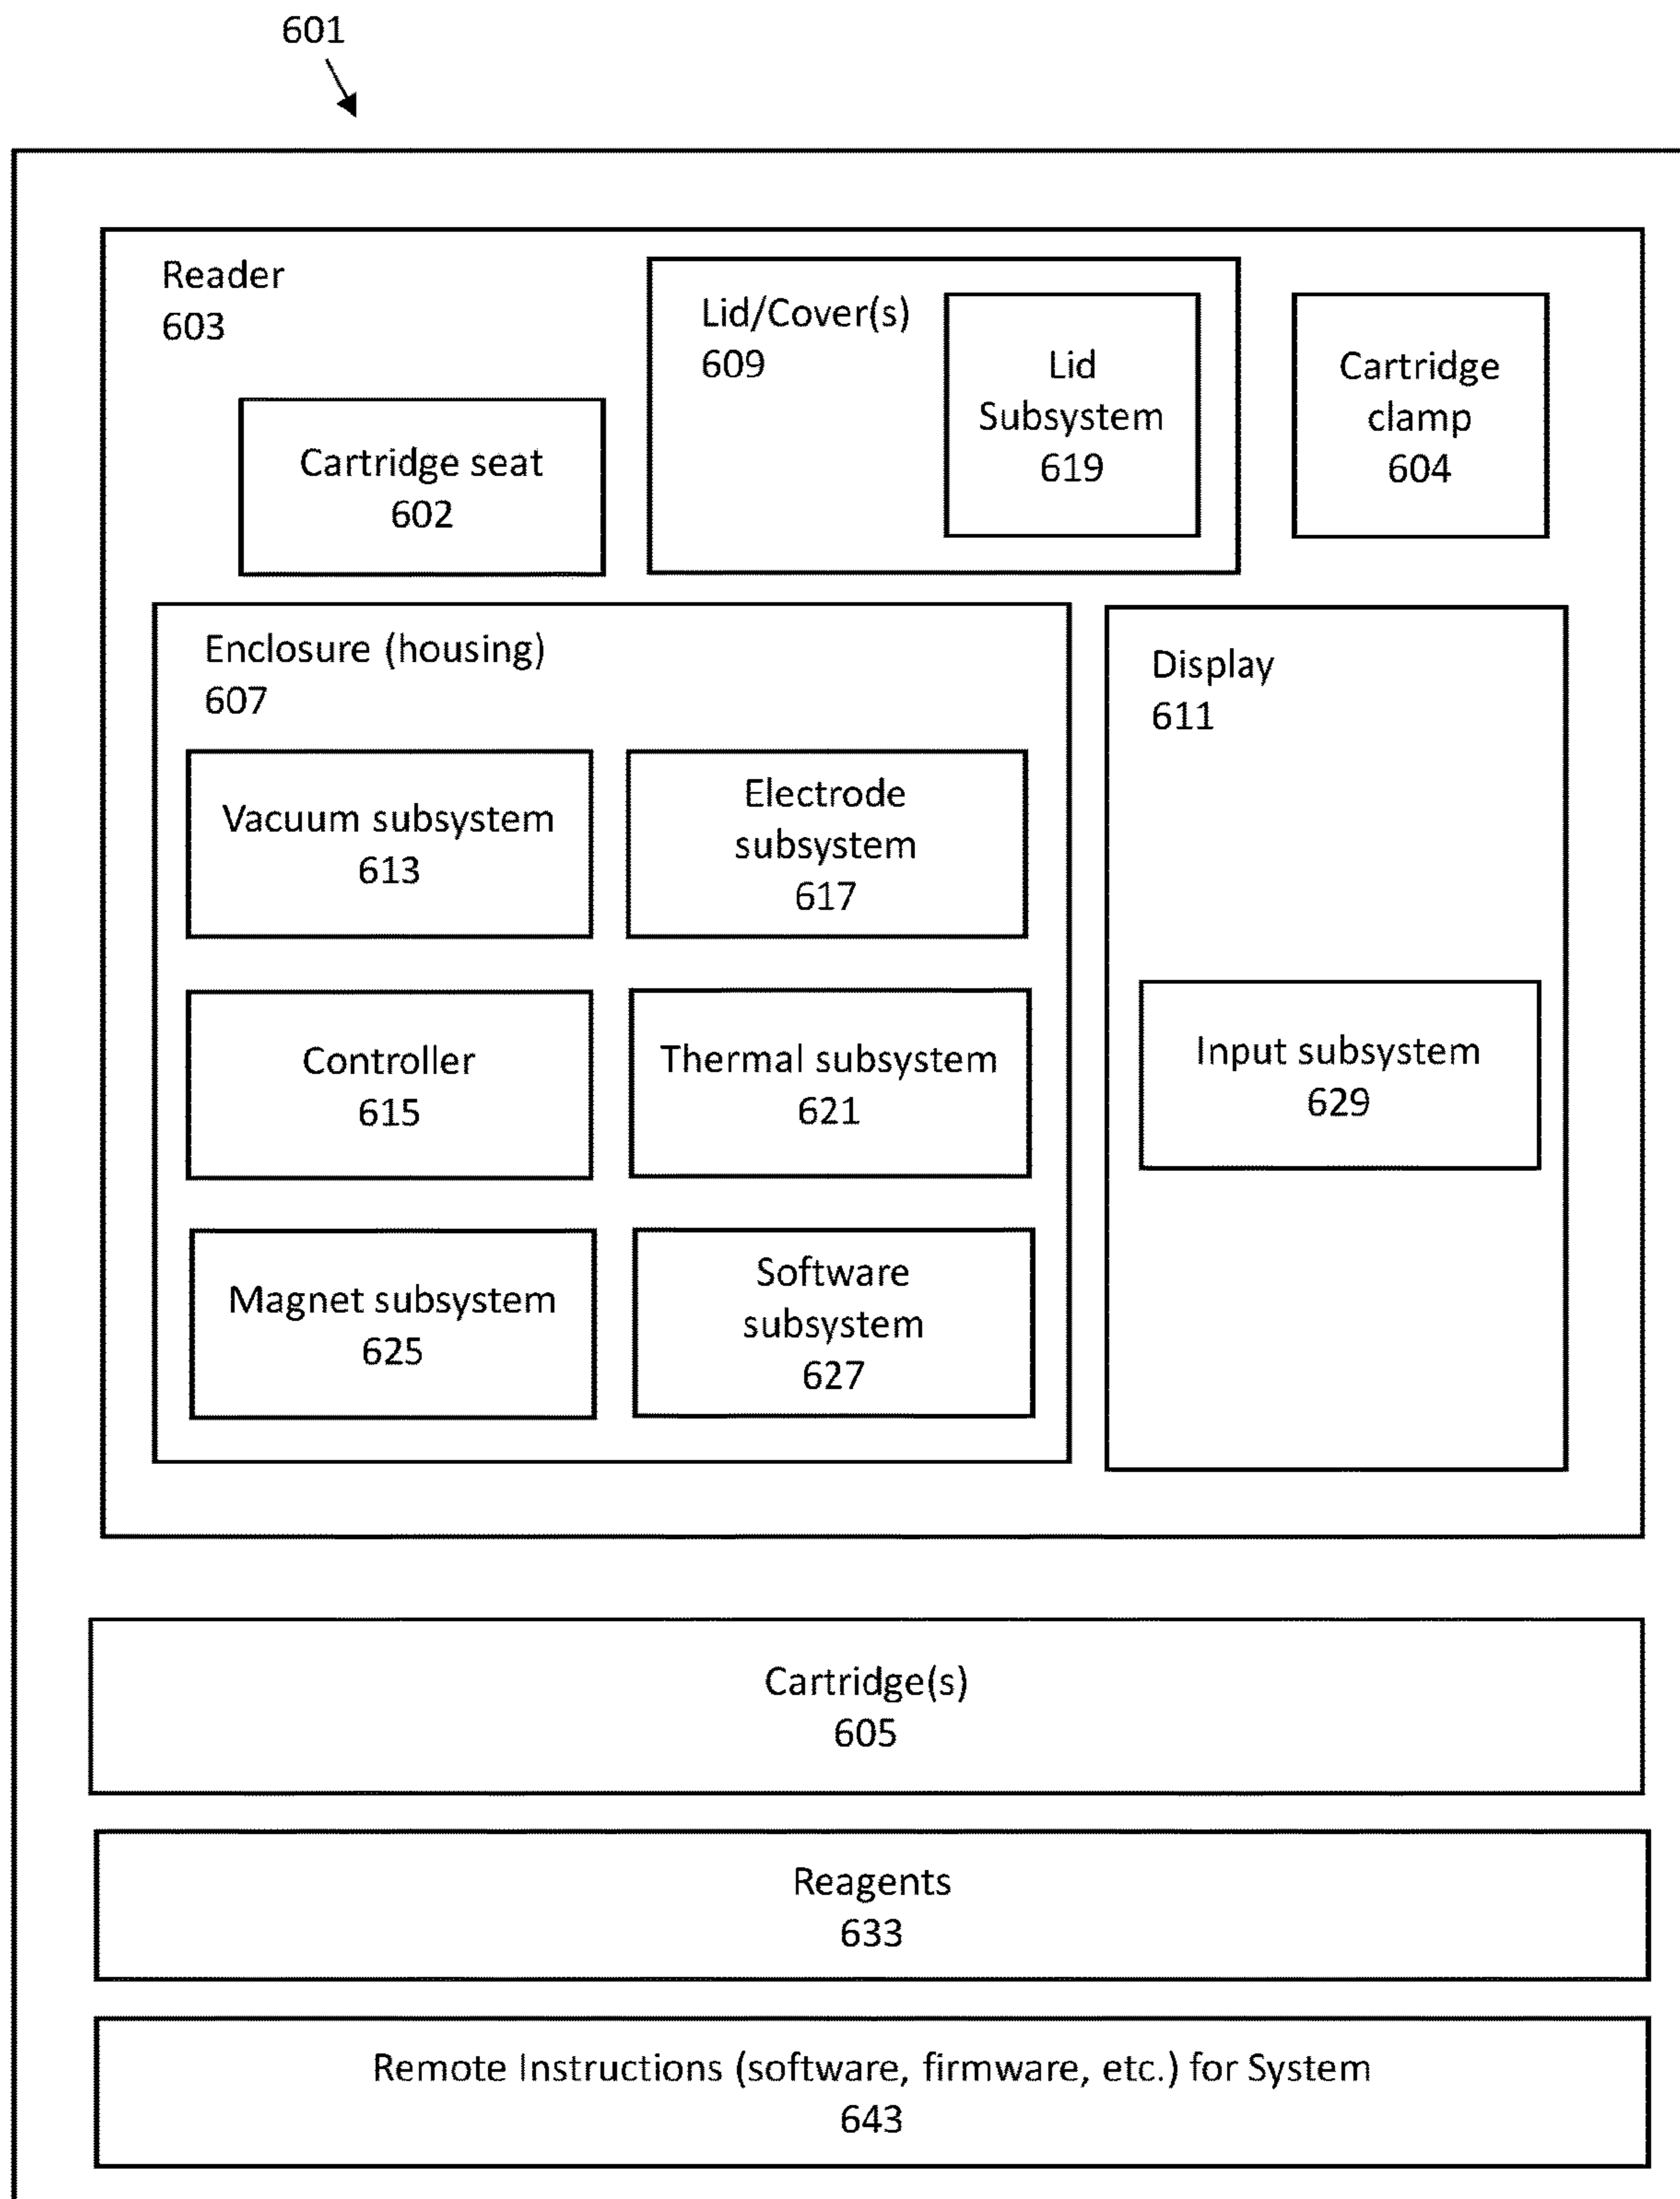 601
Reader
603
Lid/Cover(s)
609
Lid
Subsystem
619
Cartridge
clamp
604
Cartridge seat
602
Enclosure (housing)
607
Vacuum subsystem
613
Electrode
subsystem
617
Controller
615
Thermal subsystem
621
Magnet subsystem
625
Software
subsystem
627
Display
611
Input subsystem
629
Cartridge(s)
605
Reagents
633
Remote Instructions (software, firmware, etc.) for System
643